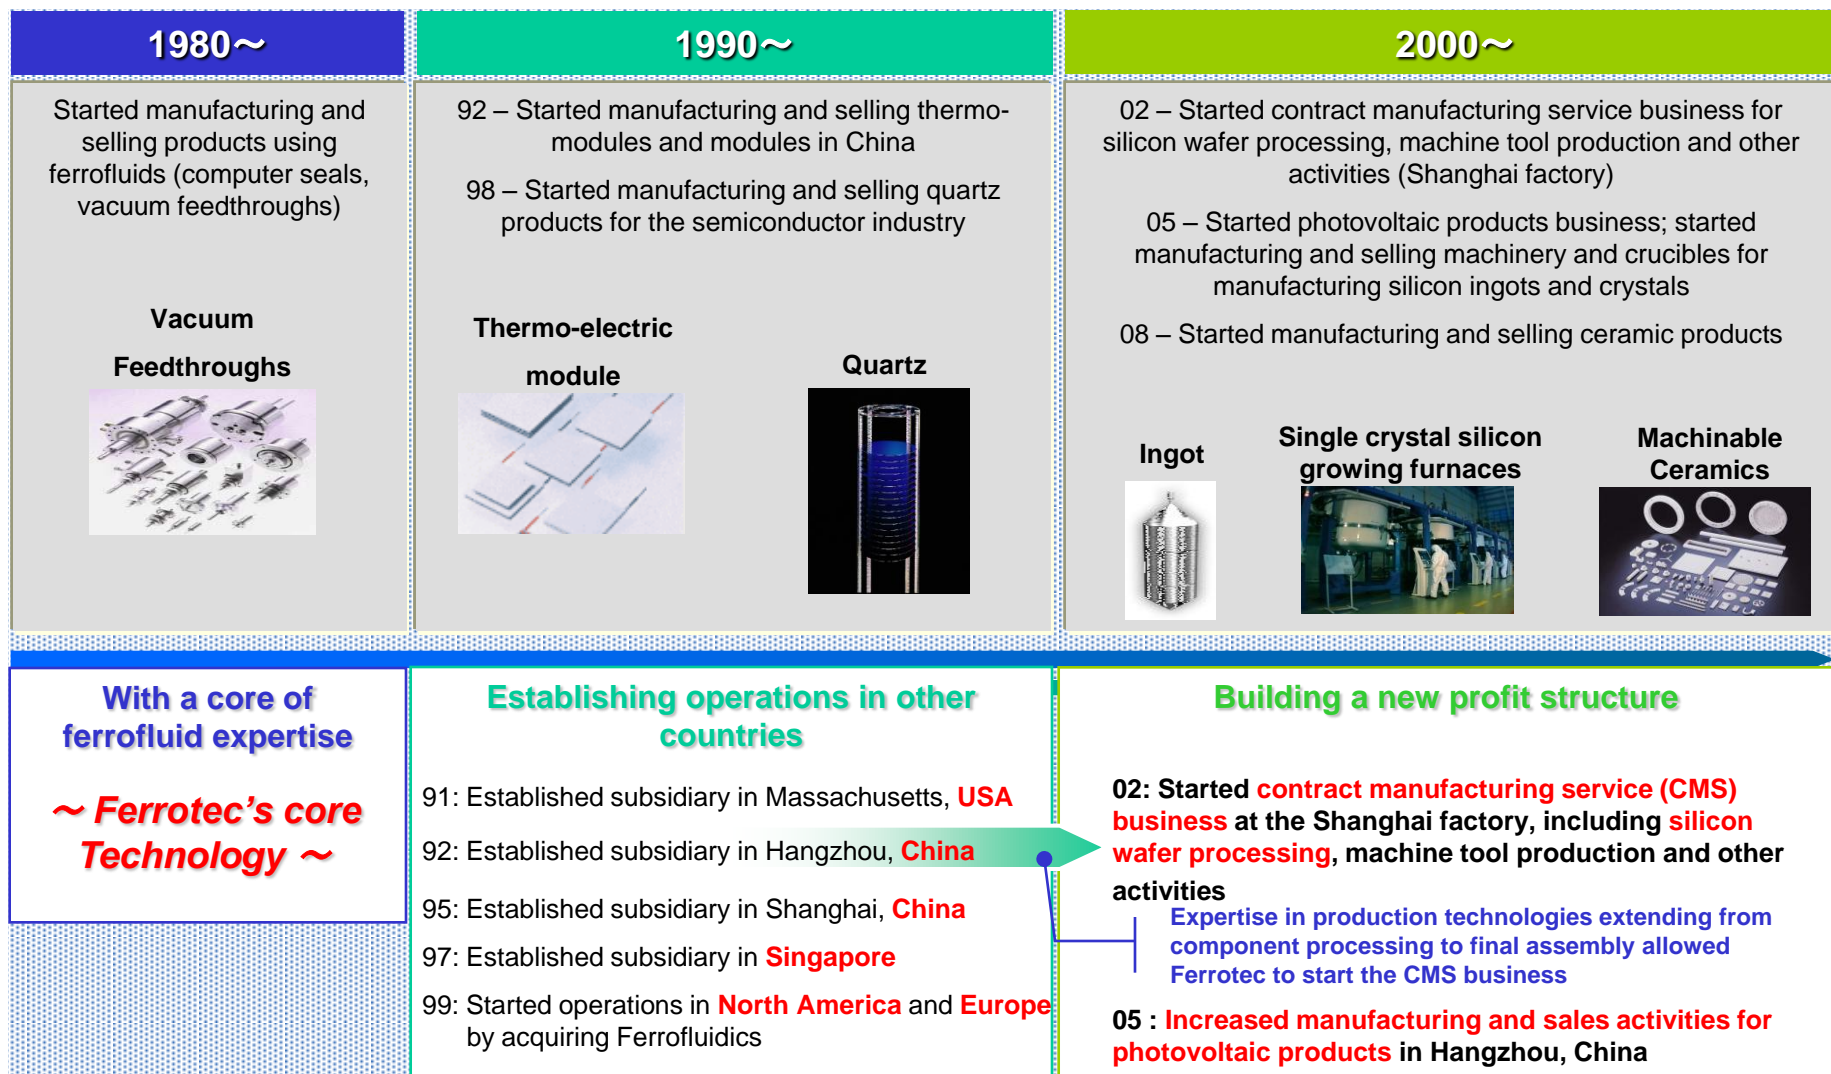 1980～
Started manufacturing and
selling products using
ferrofluids (computer seals,
vacuum feedthroughs)
Vacuum
Feedthroughs
1990～
92 – Started manufacturing and selling thermo-
modules and modules in China
98 – Started manufacturing and selling quartz
products for the semiconductor industry
Thermo-electric
module
Quartz
2000～
02 – Started contract manufacturing service business for
silicon wafer processing, machine tool production and other
activities (Shanghai factory)
05 – Started photovoltaic products business; started
manufacturing and selling machinery and crucibles for
manufacturing silicon ingots and crystals
08 – Started manufacturing and selling ceramic products
Ingot
Single crystal silicon
growing furnaces
Machinable
Ceramics
With a core of
ferrofluid expertise
～ Ferrotec's core
Technology ～
Establishing operations in other
countries
91: Established subsidiary in Massachusetts, USA
92: Established subsidiary in Hangzhou, China
95: Established subsidiary in Shanghai, China
97: Established subsidiary in Singapore
99: Started operations in North America and Europe
by acquiring Ferrofluidics
Building a new profit structure
02: Started contract manufacturing service (CMS)
business at the Shanghai factory, including silicon
wafer processing, machine tool production and other
activities
Expertise in production technologies extending from
component processing to final assembly allowed
Ferrotec to start the CMS business
05 : Increased manufacturing and sales activities for
photovoltaic products in Hangzhou, China